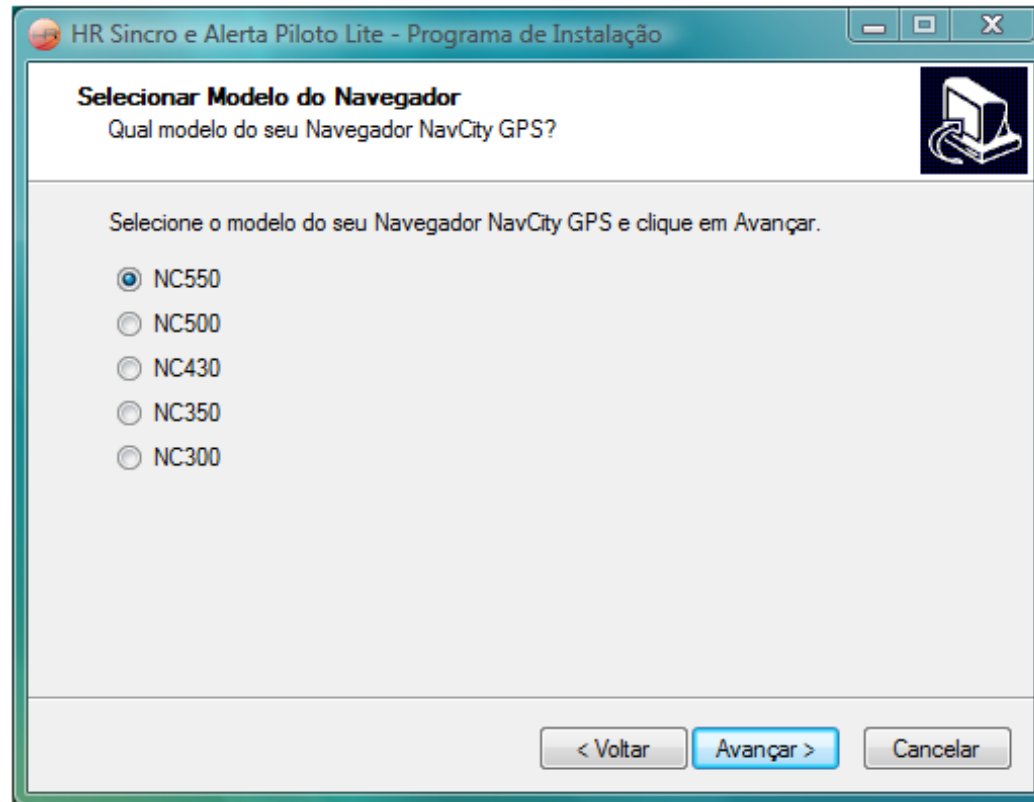 HR Sincro e Alerta Piloto Lite - Programa de Instalação
Selecionar Modelo do Navegador
Qual modelo do seu Navegador NavCity GPS?
Selecione o modelo do seu Navegador NavCity GPS e clique em Avançar.
NC550
NC500
NC430
NC350
NC300
< Voltar
Avançar >
Cancelar